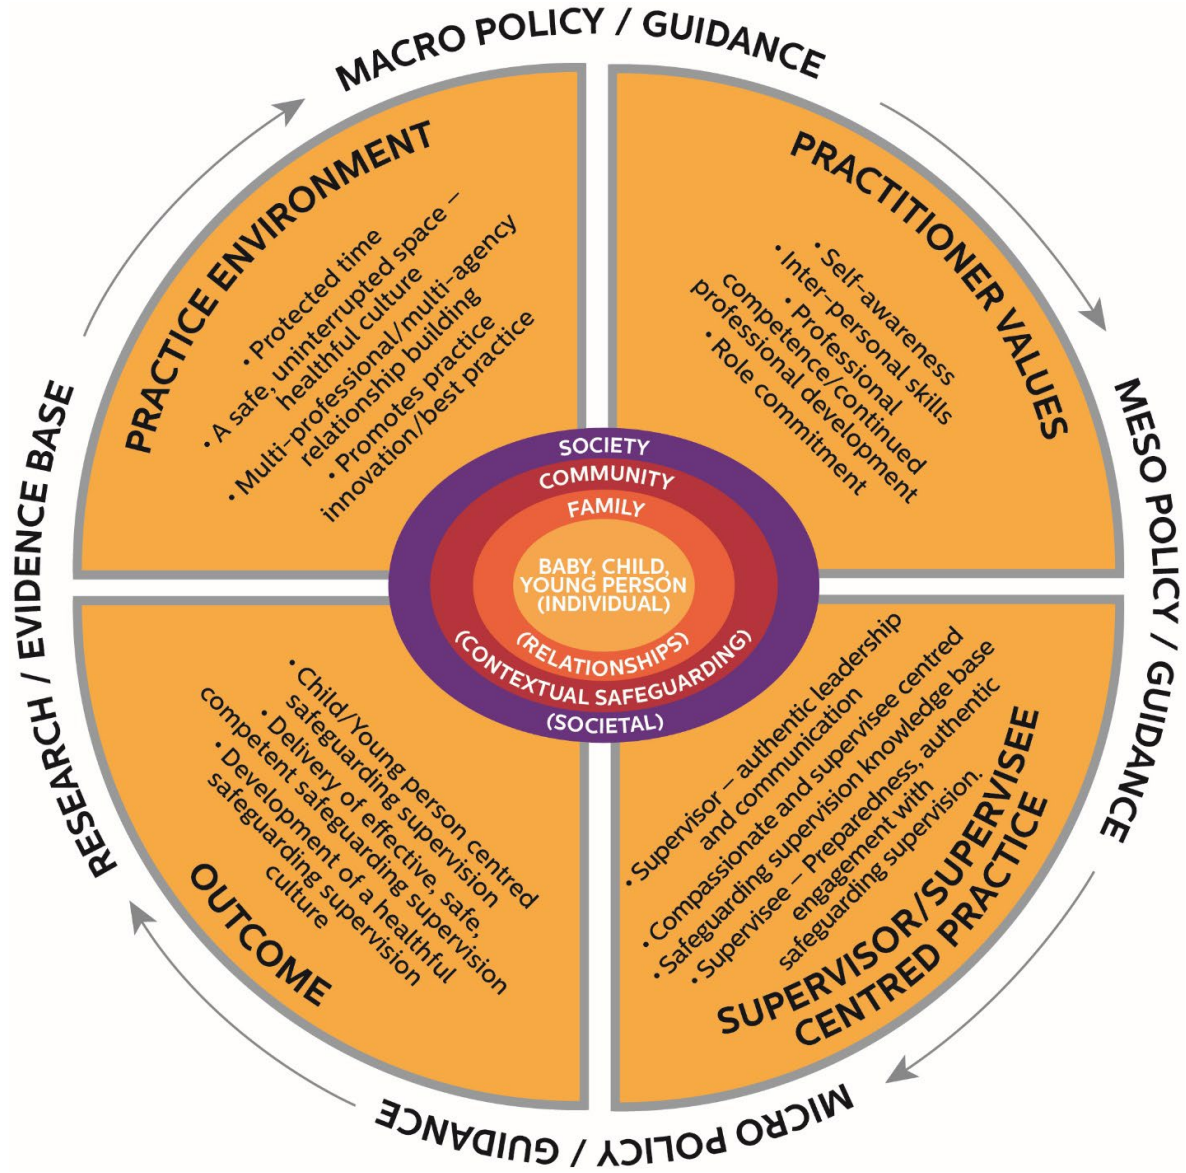 MACRO POLICY / GUIDANCE
MESO POLICY / GUIDANCE
MICRO POLICY / GUIDANCE
RESEARCH / EVIDENCE BASE
PRACTICE ENVIRONMENT
• Protected time
• A safe, uninterrupted space –
healthful culture
• Multi-professional/multi-agency
relationship building
• Promotes practice
innovation/best practice
PRACTITIONER VALUES
• Self-awareness
• Inter-personal skills
• Professional
competence/continued
professional development
• Role commitment
SOCIETY
COMMUNITY
FAMILY
BABY, CHILD,
YOUNG PERSON
(INDIVIDUAL)
(RELATIONSHIPS)
(CONTEXTUAL SAFEGUARDING)
(SOCIETAL)
• Supervisor – authentic leadership
and communication
• Compassionate and supervisee centred
• Safeguarding supervision knowledge base
• Supervisee – Preparedness, authentic
engagement with
safeguarding supervision.
SUPERVISOR/SUPERVISEE
CENTRED PRACTICE
• Child/Young person centred
safeguarding supervision
• Delivery of effective, safe,
competent safeguarding supervision
• Development of a healthful
safeguarding supervision
culture
OUTCOME